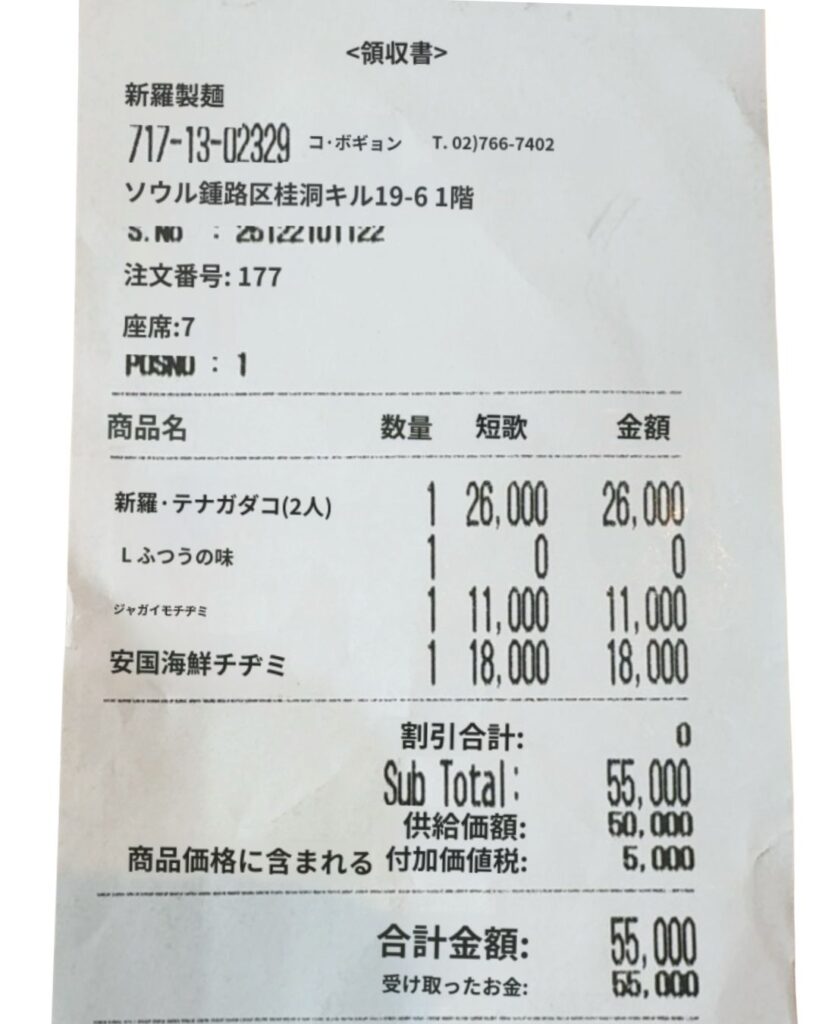 <領収書>
新羅製麺
717-13-02329 コ·ボギョン T. 02)766-7402
ソウル鍾路区桂洞キル19-6 1階
S.NO : 26122101122
注文番号: 177
座席:7
POSNO : 1
商品名 数量 短歌 金額
新羅·テナガダコ(2人) 1 26,000 26,000
L ふつうの味 1 0 0
ジャガイモチヂミ 1 11,000 11,000
安国海鮮チヂミ 1 18,000 18,000
割引合計: 0
Sub Total: 55,000
供給価額: 50,000
商品価格に含まれる 付加価値税: 5,000
合計金額: 55,000
受け取ったお金: 55,000